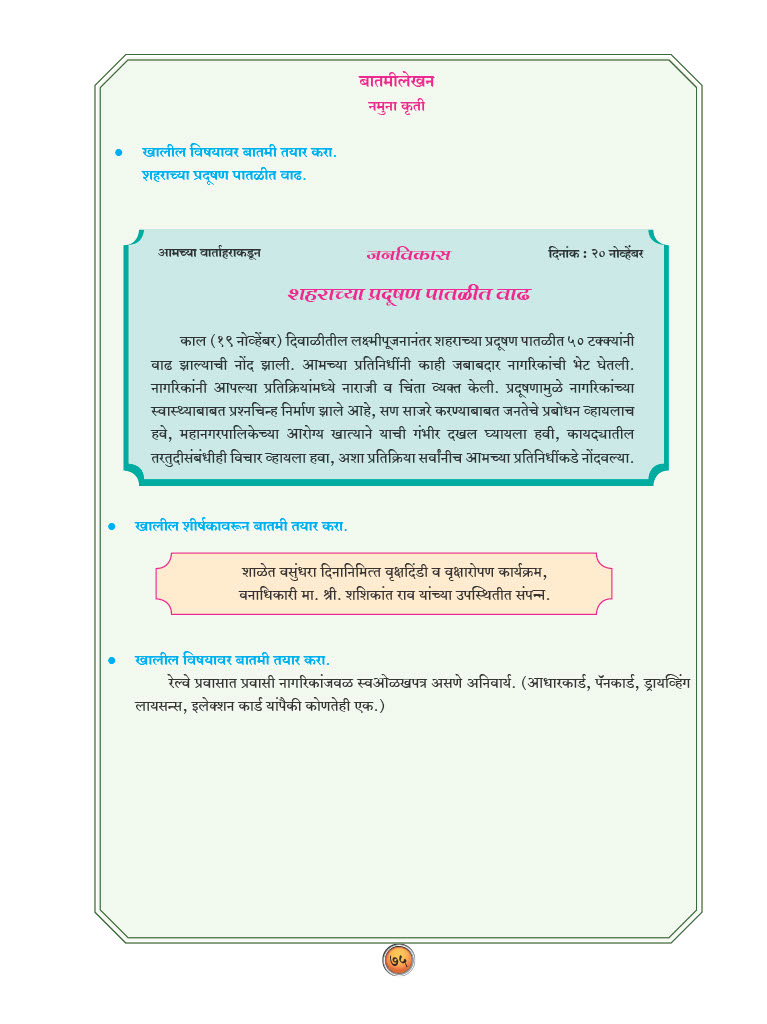 बातमीलेखन
नमुना कृती
● खालील विषयावर बातमी तयार करा.
शहराच्या प्रदूषण पातळीत वाढ.
आमच्या वार्ताहराकडून जनविकास दिनांक : २० नोव्हेंबर
शहराच्या प्रदूषण पातळीत वाढ
काल (१९ नोव्हेंबर) दिवाळीतील लक्ष्मीपूजनानंतर शहराच्या प्रदूषण पातळीत ५० टक्क्यांनी
वाढ झाल्याची नोंद झाली. आमच्या प्रतिनिधींनी काही जबाबदार नागरिकांची भेट घेतली.
नागरिकांनी आपल्या प्रतिक्रियांमध्ये नाराजी व चिंता व्यक्त केली. प्रदूषणामुळे नागरिकांच्या
स्वास्थ्याबाबत प्रश्नचिन्ह निर्माण झाले आहे, सण साजरे करण्याबाबत जनतेचे प्रबोधन व्हायलाच
हवे, महानगरपालिकेच्या आरोग्य खात्याने याची गंभीर दखल घ्यायला हवी, कायद्यातील
तरतुदीसंबंधीही विचार व्हायला हवा, अशा प्रतिक्रिया सर्वांनीच आमच्या प्रतिनिधींकडे नोंदवल्या.
● खालील शीर्षकावरून बातमी तयार करा.
शाळेत वसुंधरा दिनानिमित्त वृक्षदिंडी व वृक्षारोपण कार्यक्रम,
वनाधिकारी मा. श्री. शशिकांत राव यांच्या उपस्थितीत संपन्न.
● खालील विषयावर बातमी तयार करा.
रेल्वे प्रवासात प्रवासी नागरिकांजवळ स्वओळखपत्र असणे अनिवार्य. (आधारकार्ड, पॅनकार्ड, ड्रायव्हिंग
लायसन्स, इलेक्शन कार्ड यांपैकी कोणतेही एक.)
७५